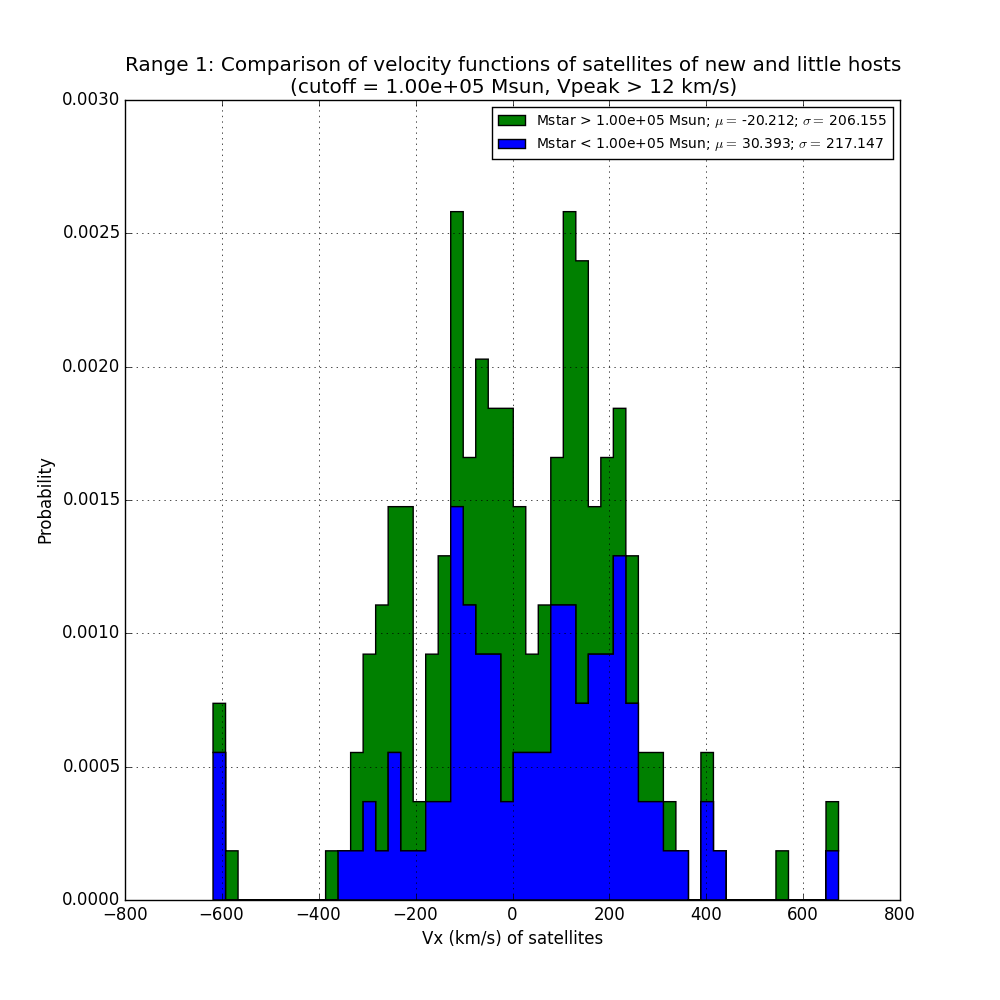 Range 1: Comparison of velocity functions of satellites of new and little hosts
(cutoff = 1.00e+05 Msun, Vpeak > 12 km/s)
Mstar > 1.00e+05 Msun; μ = -20.212; σ = 206.155
Mstar < 1.00e+05 Msun; μ = 30.393; σ = 217.147
0.0030
0.0025
0.0020
0.0015
0.0010
0.0005
0.0000
Probability
−800 −600 −400 −200 0 200 400 600 800
Vx (km/s) of satellites